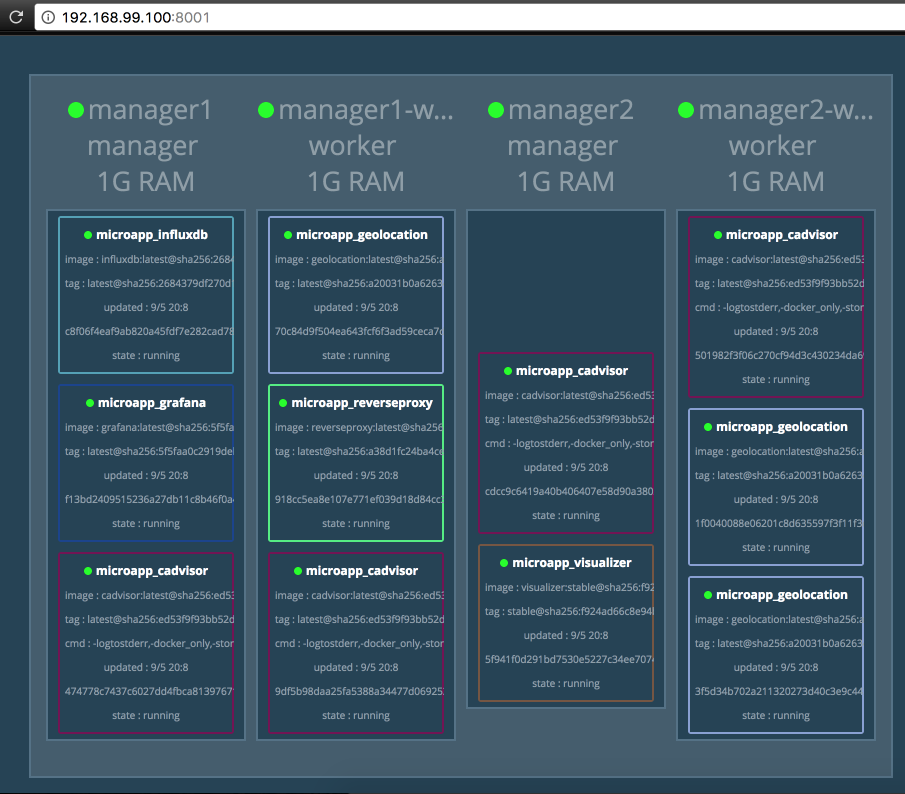 192.168.99.100:8001
manager1
manager
1G RAM
microapp_influxdb
image : influxdb:latest@sha256:2684
tag : latest@sha256:2684379df270d
updated : 9/5 20:8
c8f06f4eaf9ab820a45fdf7e282cad78
state : running
microapp_grafana
image : grafana:latest@sha256:5f5fa
tag : latest@sha256:5f5faa0c2919de
updated : 9/5 20:8
f13bd2409515236a27db11c8b46f0a
state : running
microapp_cadvisor
image : cadvisor:latest@sha256:ed53
tag : latest@sha256:ed53f9f93bb52d
cmd : -logtostderr,-docker_only,-stor
updated : 9/5 20:8
474778c7437c6027dd4fbca8139767
state : running
manager1-w...
worker
1G RAM
microapp_geolocation
image : geolocation:latest@sha256:a
tag : latest@sha256:a20031b0a6263
updated : 9/5 20:8
70c84d9f504ea643fcf6f3ad59ceca7c
state : running
microapp_reverseproxy
image : reverseproxy:latest@sha256
tag : latest@sha256:a38d1fc24ba4ce
updated : 9/5 20:8
918cc5ea8e107e771ef039d18d84cc
state : running
microapp_cadvisor
image : cadvisor:latest@sha256:ed53
tag : latest@sha256:ed53f9f93bb52d
cmd : -logtostderr,-docker_only,-stor
updated : 9/5 20:8
9df5b98daa25fa5388a34477d06925
state : running
manager2
manager
1G RAM
microapp_cadvisor
image : cadvisor:latest@sha256:ed53
tag : latest@sha256:ed53f9f93bb52d
cmd : -logtostderr,-docker_only,-stor
updated : 9/5 20:8
cdcc9c6419a40b406407e58d90a380
state : running
microapp_visualizer
image : visualizer:stable@sha256:f92
tag : stable@sha256:f924ad66c8e94
updated : 9/5 20:8
5f941f0d291bd7530e5227c34ee707
state : running
manager2-w...
worker
1G RAM
microapp_cadvisor
image : cadvisor:latest@sha256:ed53
tag : latest@sha256:ed53f9f93bb52d
cmd : -logtostderr,-docker_only,-stor
updated : 9/5 20:8
501982f3f06c270cf94d3c430234da6
state : running
microapp_geolocation
image : geolocation:latest@sha256:a
tag : latest@sha256:a20031b0a6263
updated : 9/5 20:8
1f0040088e06201c8d635597f3f11f3
state : running
microapp_geolocation
image : geolocation:latest@sha256:a
tag : latest@sha256:a20031b0a6263
updated : 9/5 20:8
3f5d34b702a211320273d40c3e9c44
state : running